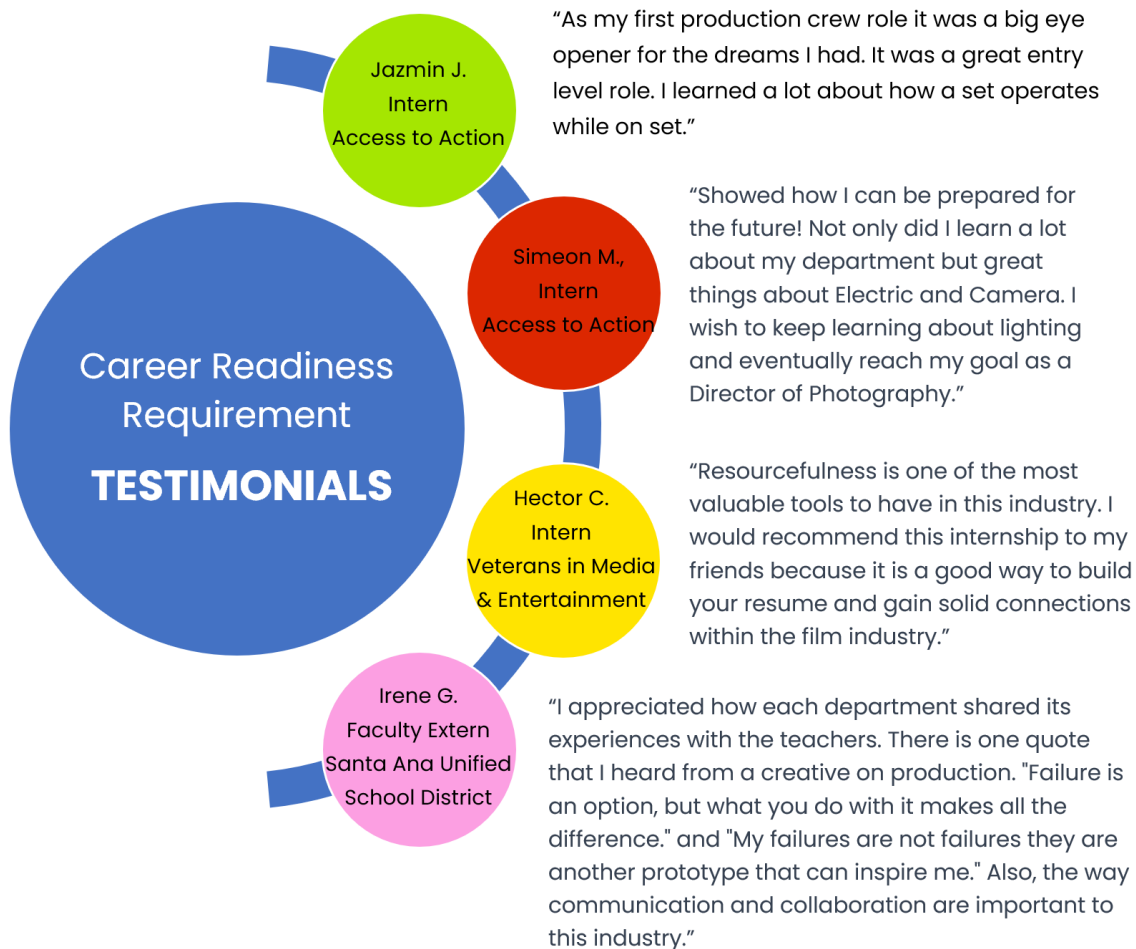 Career Readiness
Requirement
TESTIMONIALS
Jazmin J.
Intern
Access to Action
“As my first production crew role it was a big eye
opener for the dreams I had. It was a great entry
level role. I learned a lot about how a set operates
while on set.”
Simeon M.,
Intern
Access to Action
“Showed how I can be prepared for
the future! Not only did I learn a lot
about my department but great
things about Electric and Camera. I
wish to keep learning about lighting
and eventually reach my goal as a
Director of Photography.”
Hector C.
Intern
Veterans in Media
& Entertainment
“Resourcefulness is one of the most
valuable tools to have in this industry. I
would recommend this internship to my
friends because it is a good way to build
your resume and gain solid connections
within the film industry.”
Irene G.
Faculty Extern
Santa Ana Unified
School District
“I appreciated how each department shared its
experiences with the teachers. There is one quote
that I heard from a creative on production. "Failure is
an option, but what you do with it makes all the
difference." and "My failures are not failures they are
another prototype that can inspire me." Also, the way
communication and collaboration are important to
this industry.”